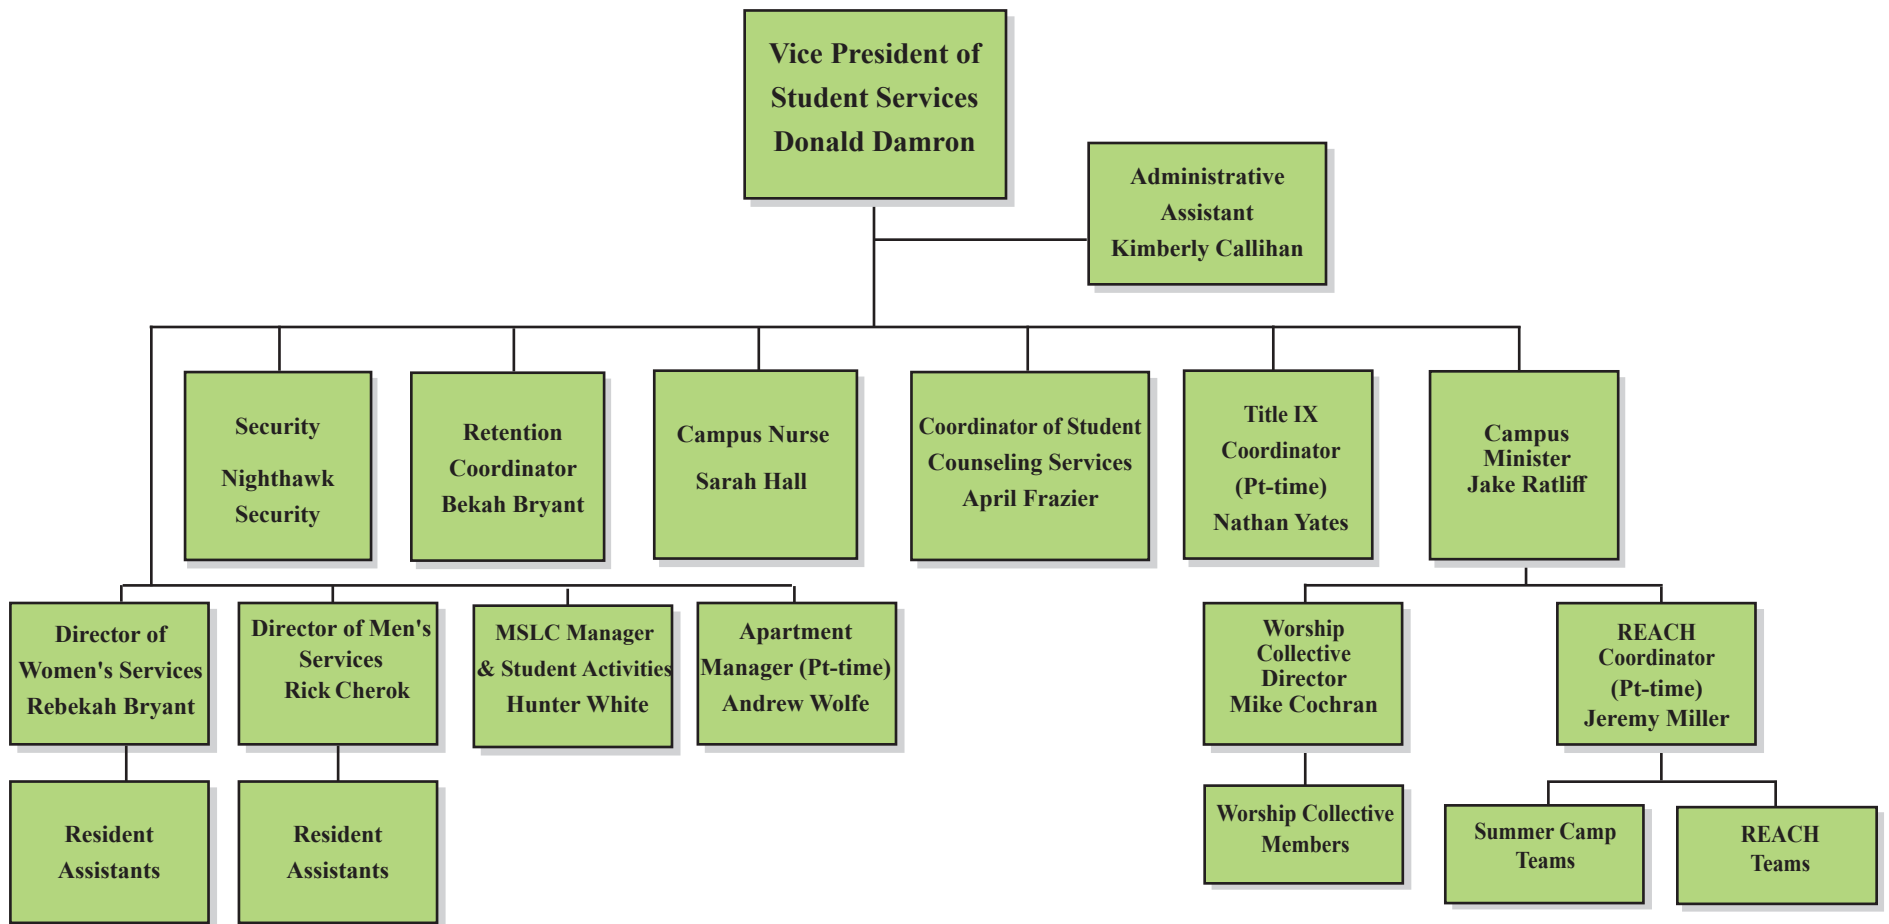 Vice President of
Student Services
Donald Damron
Administrative
Assistant
Kimberly Callihan
Security
Nighthawk
Security
Retention
Coordinator
Bekah Bryant
Campus Nurse
Sarah Hall
Coordinator of Student
Counseling Services
April Frazier
Title IX
Coordinator
(Pt-time)
Nathan Yates
Campus
Minister
Jake Ratliff
Director of
Women's Services
Rebekah Bryant
Director of Men's
Services
Rick Cherok
MSLC Manager
& Student Activities
Hunter White
Apartment
Manager (Pt-time)
Andrew Wolfe
Worship
Collective
Director
Mike Cochran
REACH
Coordinator
(Pt-time)
Jeremy Miller
Resident
Assistants
Resident
Assistants
Worship Collective
Members
Summer Camp
Teams
REACH
Teams